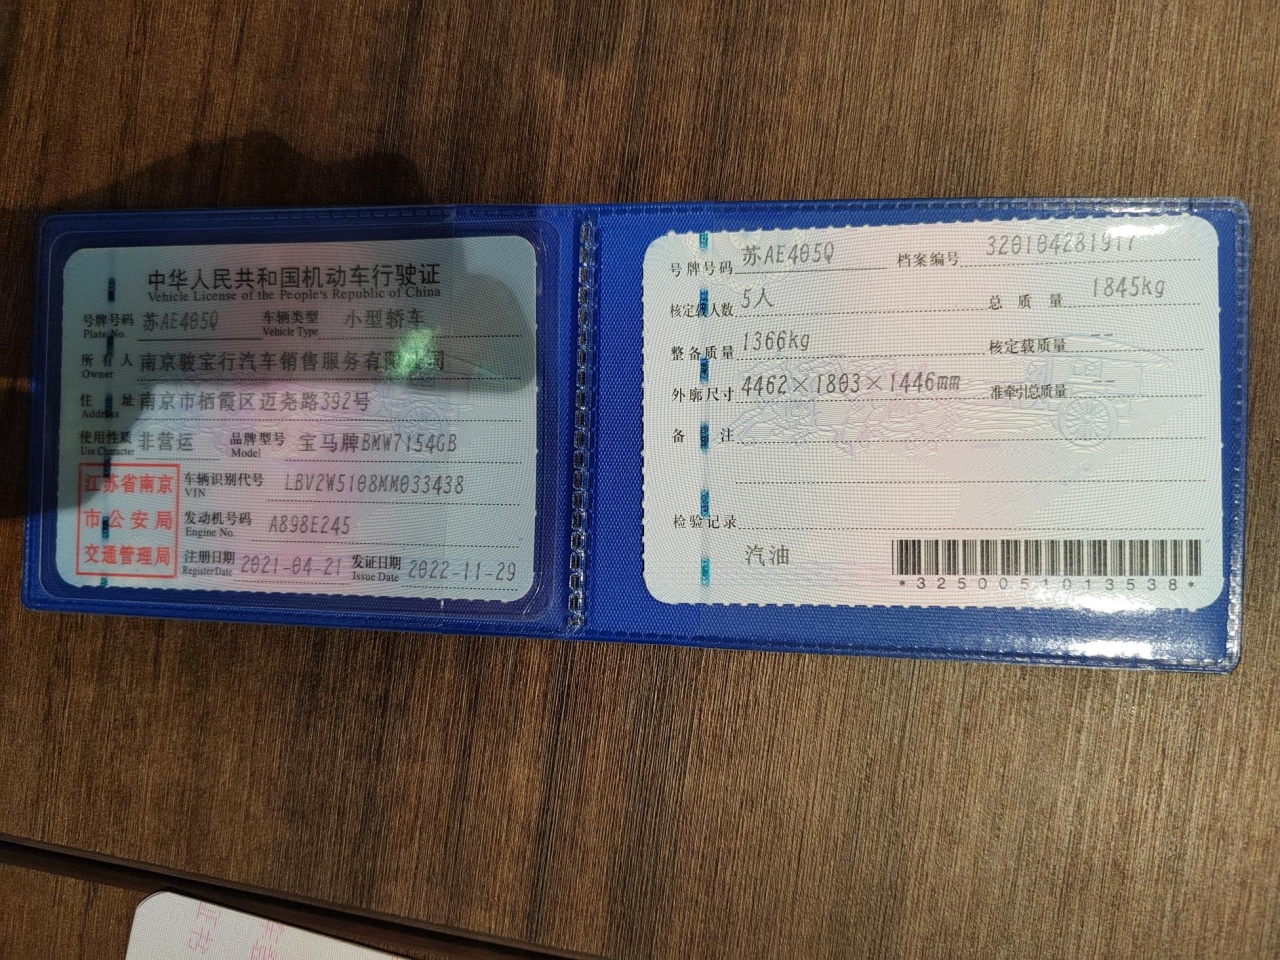 中华人民共和国机动车行驶证
Vehicle License of the People's Republic of China
号牌号码 苏AE405Q 车辆类型 小型轿车
Plate No. Vehicle Type
所有人 南京骏宝行汽车销售服务有限公司
Owner
住址 南京市栖霞区迈尧路392号
Address
使用性质 非营运 品牌型号 宝马牌BMW7154GB
Use Character Model
江苏省南京
市公安局
交通管理局
车辆识别代号 LBV2W5108MM033438
VIN
发动机号码 A898E245
Engine No.
注册日期 2021-04-21 发证日期 2022-11-29
Register Date Issue Date
号牌号码 苏AE405Q 档案编号 320104281917
核定载人数 5人 总质量 1845kg
整备质量 1366kg 核定载质量 --
外廓尺寸 4462×1803×1446mm 准牵引总质量 --
备注
检验记录
汽油
*3250051013538*